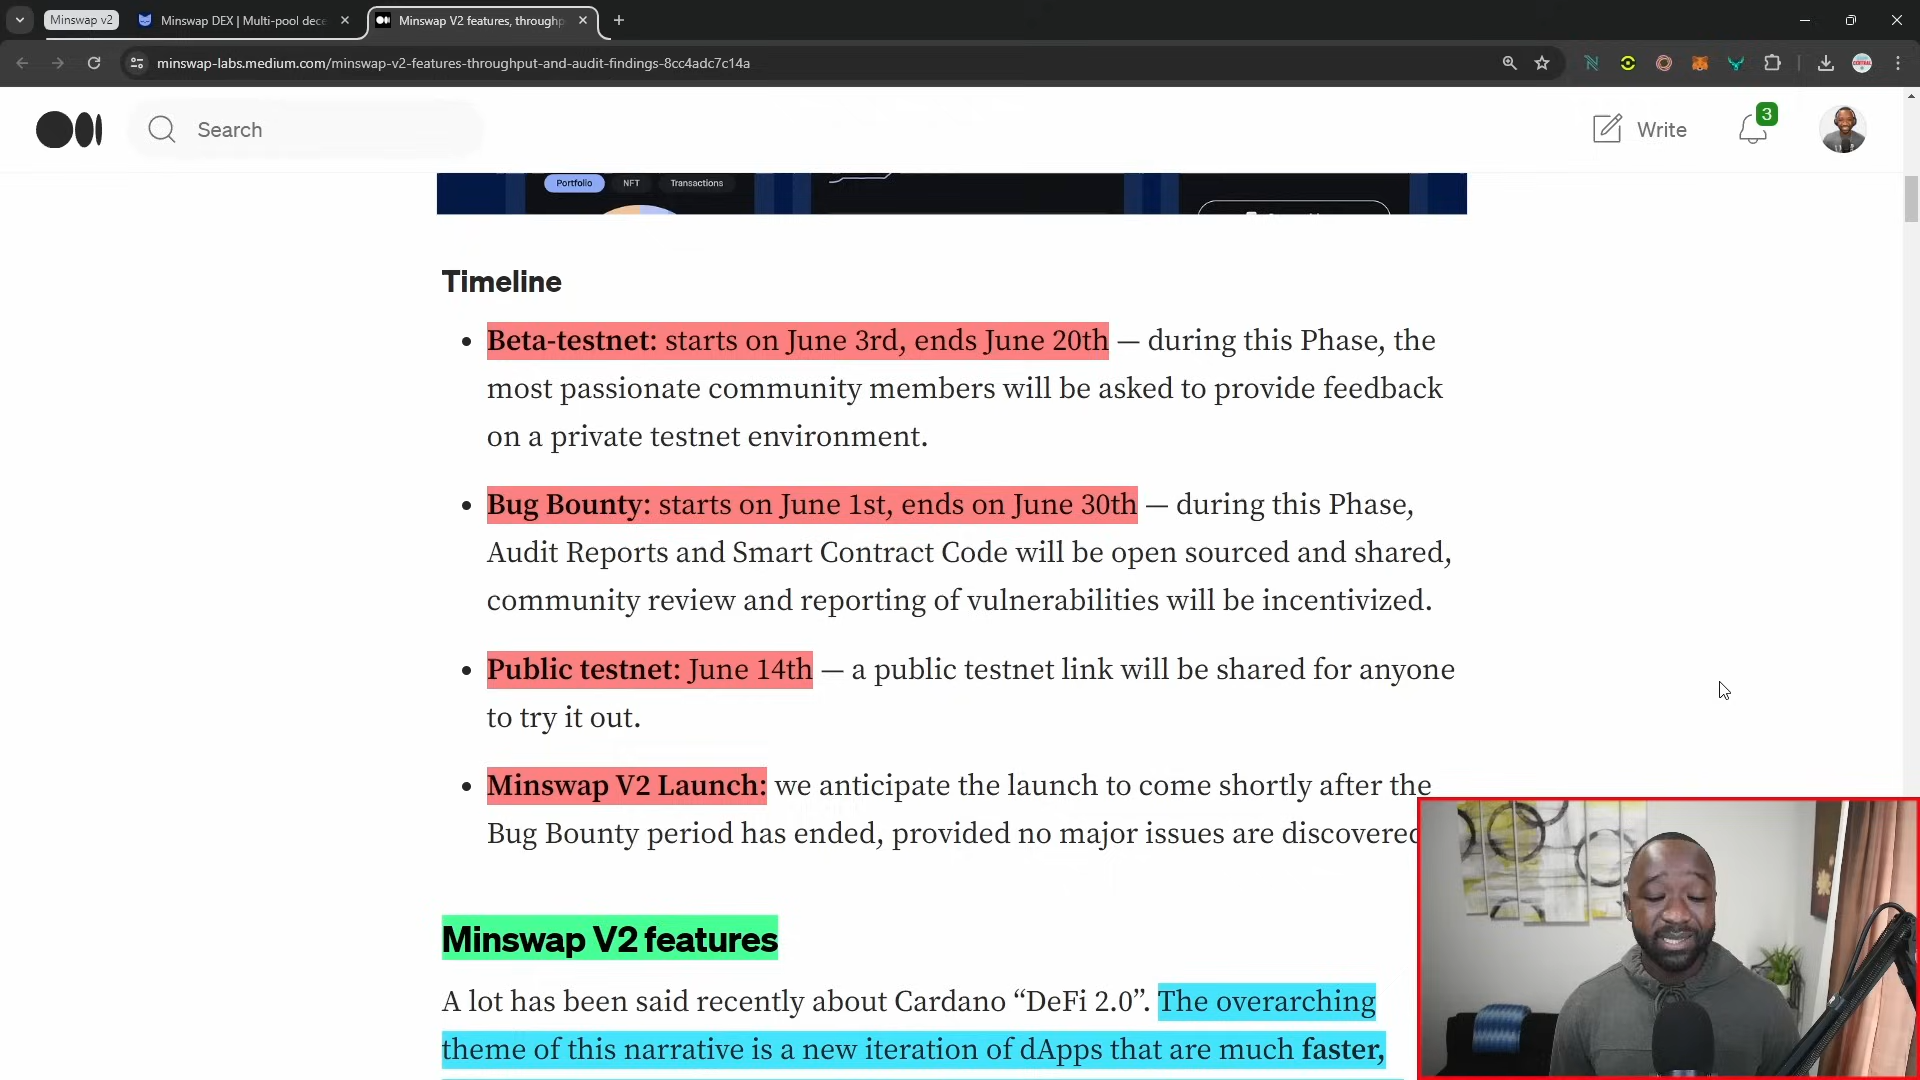 Minswap v2
Minswap DEX | Multi-pool dece
Minswap V2 features, throughp
minswap-labs.medium.com/minswap-v2-features-throughput-and-audit-findings-8cc4adc7c14a
Search
Write
3
Portfolio
NFT
Transactions
Timeline
• Beta-testnet: starts on June 3rd, ends June 20th — during this Phase, the
most passionate community members will be asked to provide feedback
on a private testnet environment.
• Bug Bounty: starts on June 1st, ends on June 30th — during this Phase,
Audit Reports and Smart Contract Code will be open sourced and shared,
community review and reporting of vulnerabilities will be incentivized.
• Public testnet: June 14th — a public testnet link will be shared for anyone
to try it out.
• Minswap V2 Launch: we anticipate the launch to come shortly after the
Bug Bounty period has ended, provided no major issues are discovered
Minswap V2 features
A lot has been said recently about Cardano “DeFi 2.0”. The overarching
theme of this narrative is a new iteration of dApps that are much faster,